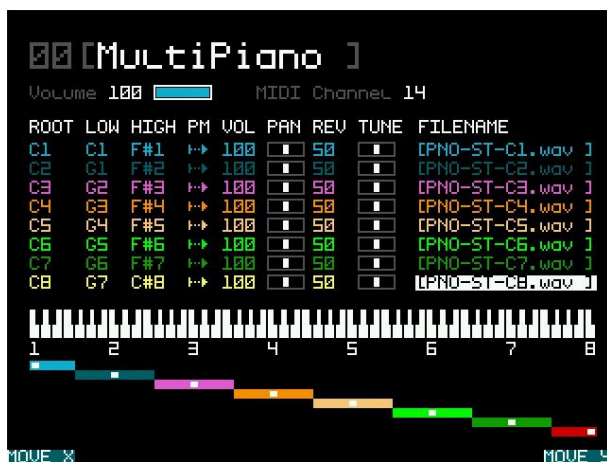 00[MultiPiano ]
Volume 100 MIDI Channel 14
ROOT LOW HIGH PM VOL PAN REV TUNE FILENAME
C1 C1 F#1 100 50 [PNO-ST-C1.wav ]
C2 G1 F#2 100 50 [PNO-ST-C2.wav ]
C3 G2 F#3 100 50 [PNO-ST-C3.wav ]
C4 G3 F#4 100 50 [PNO-ST-C4.wav ]
C5 G4 F#5 100 50 [PNO-ST-C5.wav ]
C6 G5 F#6 100 50 [PNO-ST-C6.wav ]
C7 G6 F#7 100 50 [PNO-ST-C7.wav ]
C8 G7 C#8 100 50 [PNO-ST-C8.wav ]
1 2 3 4 5 6 7 8
MOVE X MOVE Y